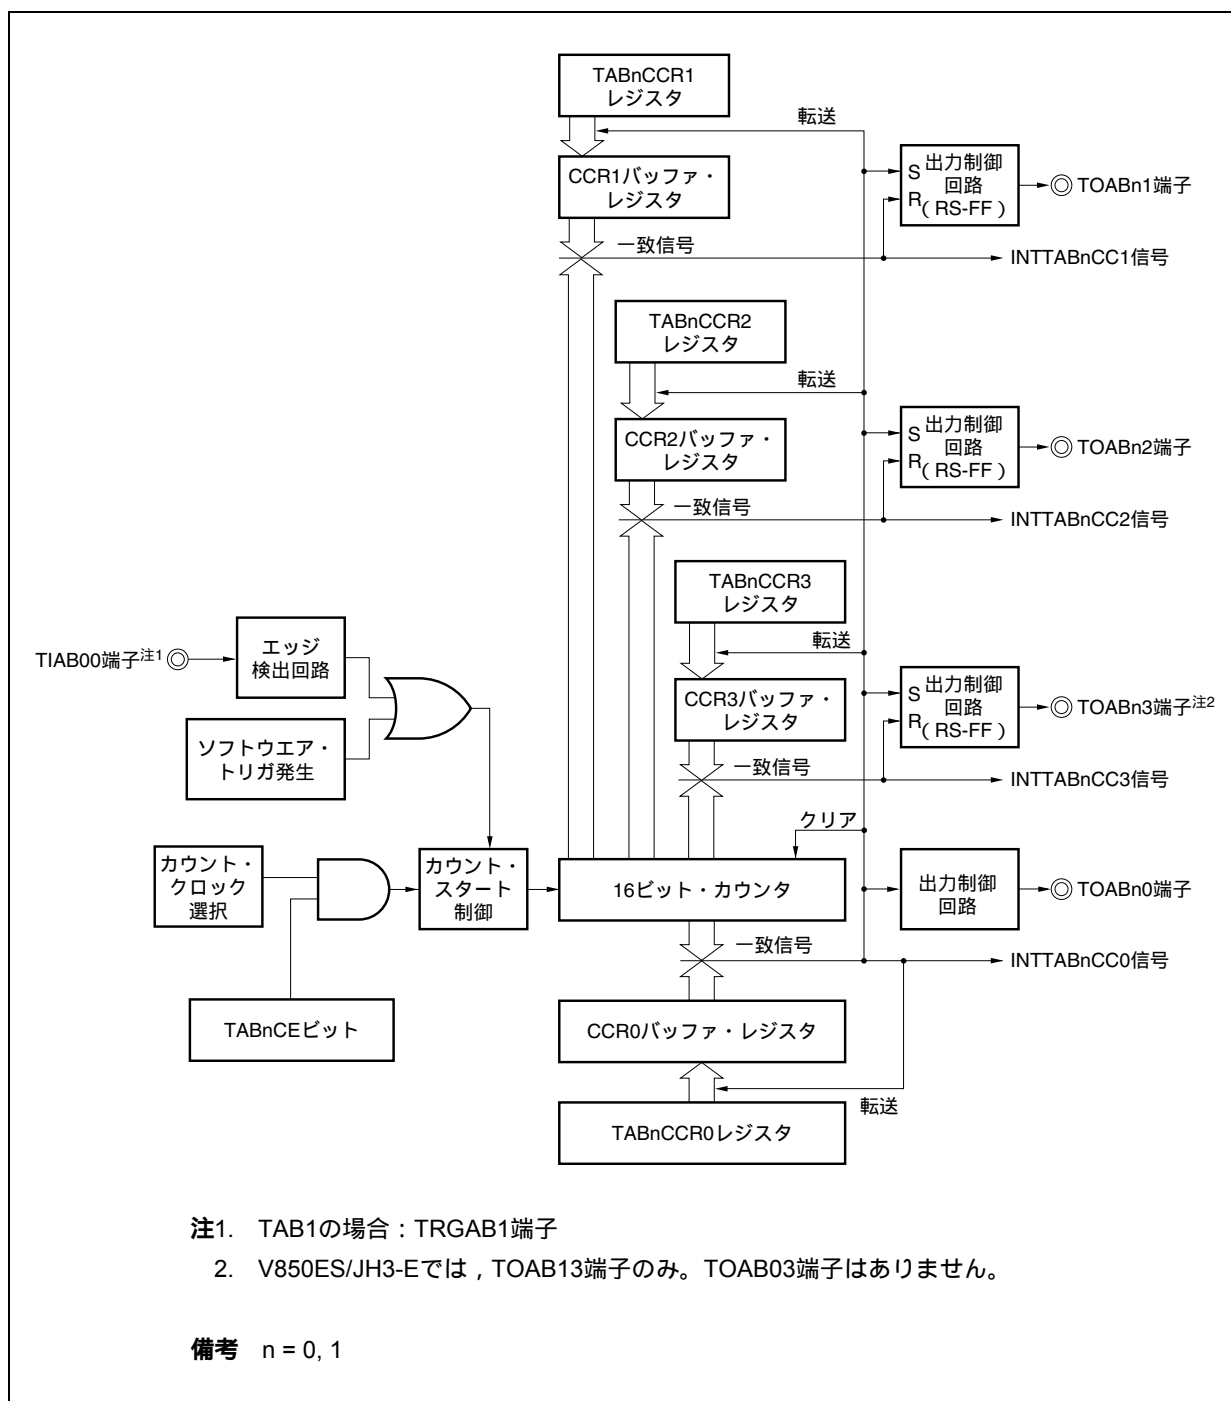 TABnCCR1
レジスタ
転送
CCR1バッファ・
レジスタ
S
R
出力制御
回路
( RS-FF )
TOABn1端子
一致信号
INTTABnCC1信号
TABnCCR2
レジスタ
転送
CCR2バッファ・
レジスタ
S
R
出力制御
回路
( RS-FF )
TOABn2端子
一致信号
INTTABnCC2信号
TABnCCR3
レジスタ
転送
TIAB00端子注1
エッジ
検出回路
CCR3バッファ・
レジスタ
S
R
出力制御
回路
( RS-FF )
TOABn3端子注2
ソフトウエア・
トリガ発生
一致信号
INTTABnCC3信号
クリア
カウント・
クロック
選択
カウント・
スタート
制御
16ビット・カウンタ
出力制御
回路
TOABn0端子
一致信号
INTTABnCC0信号
TABnCEビット
CCR0バッファ・レジスタ
転送
TABnCCR0レジスタ
注1. TAB1の場合：TRGAB1端子
2. V850ES/JH3-Eでは，TOAB13端子のみ。TOAB03端子はありません。
備考 n = 0, 1